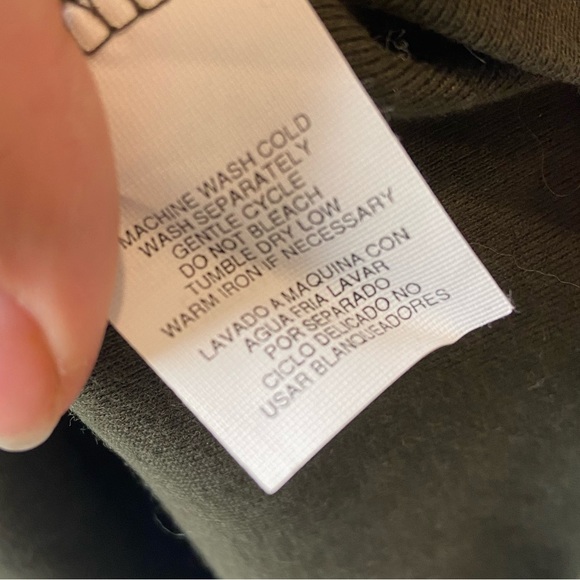 MACHINE WASH COLD
WASH SEPARATELY
GENTLE CYCLE
DO NOT BLEACH
TUMBLE DRY LOW
WARM IRON IF NECESSARY
LAVADO A MAQUINA CON
AGUA FRIA LAVAR
POR SEPARADO
CICLO DELICADO NO
USAR BLANQUEADORES